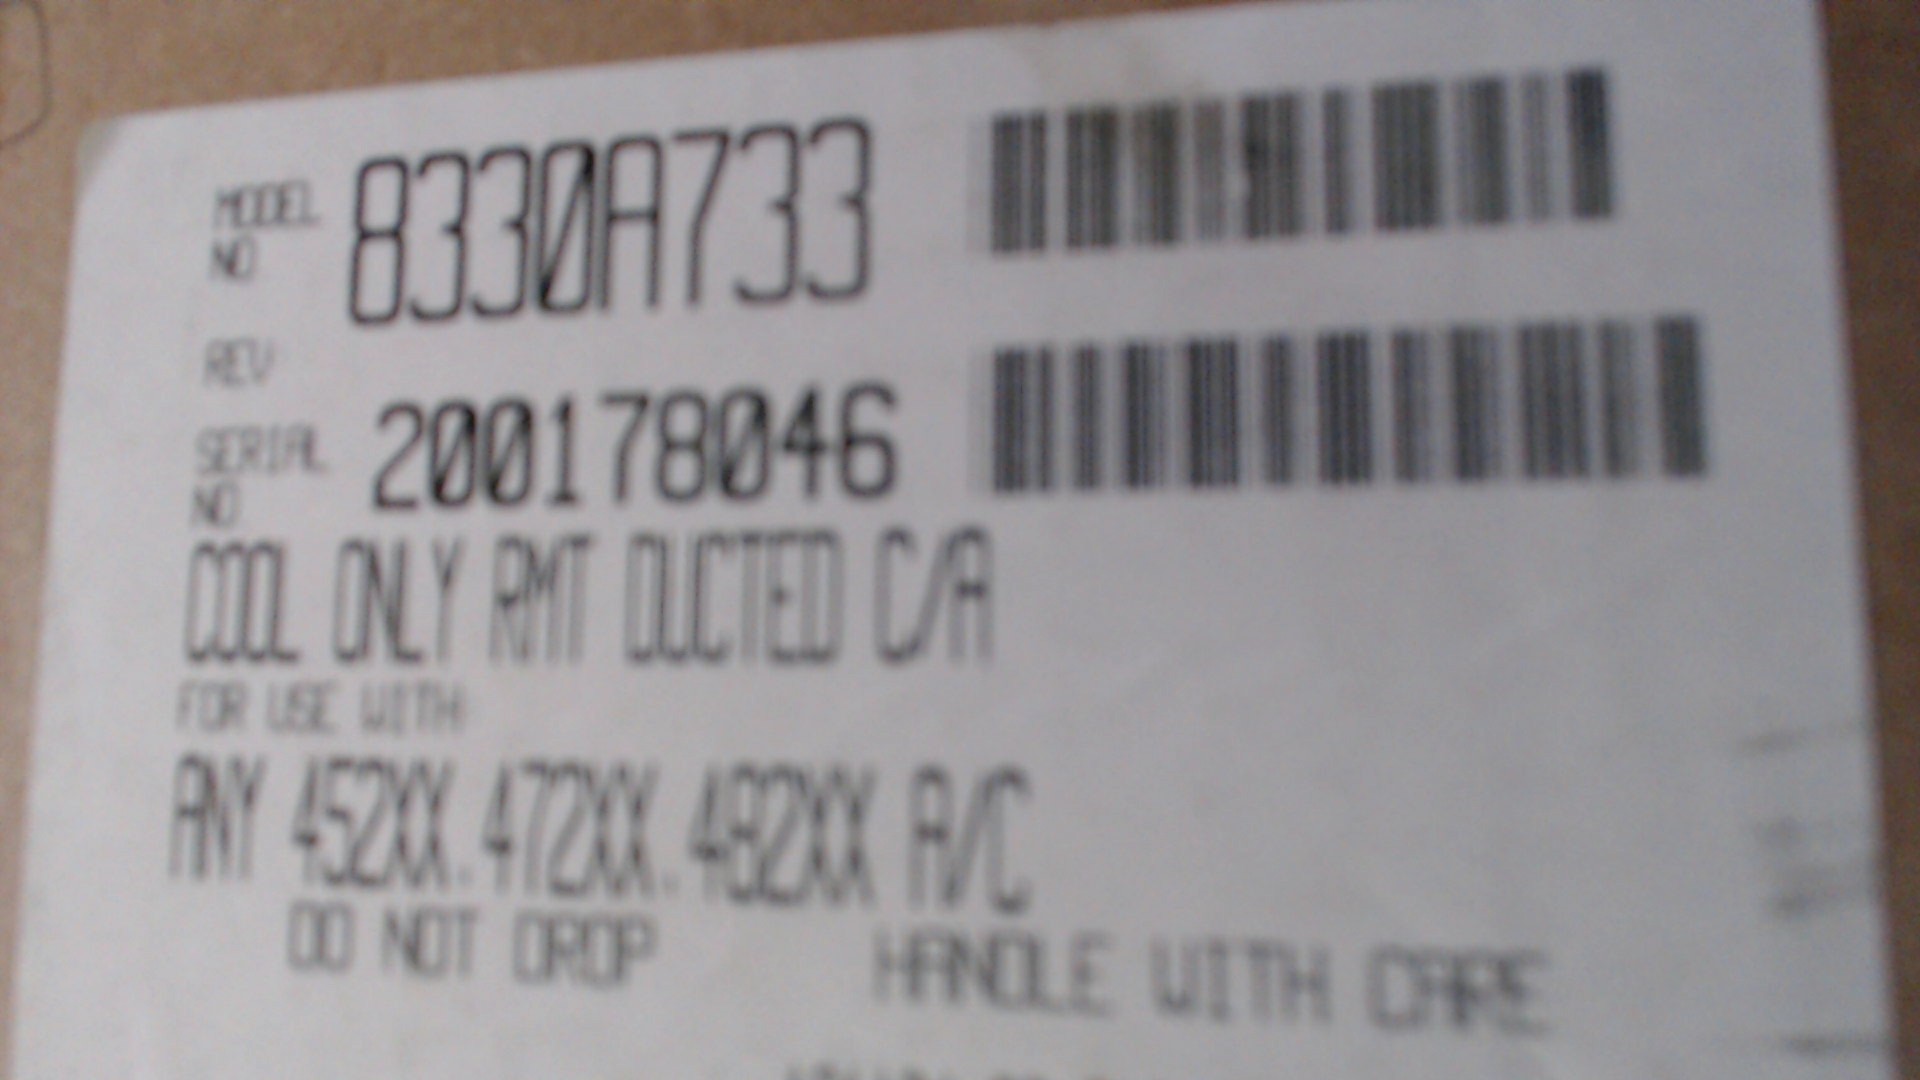 MODEL NO 8330A733
REV
SERIAL NO 200178046
COOL ONLY RMT DUCTED C/A
FOR USE WITH
ANY 452XX.472XX.482XX A/C
DO NOT DROP HANDLE WITH CARE